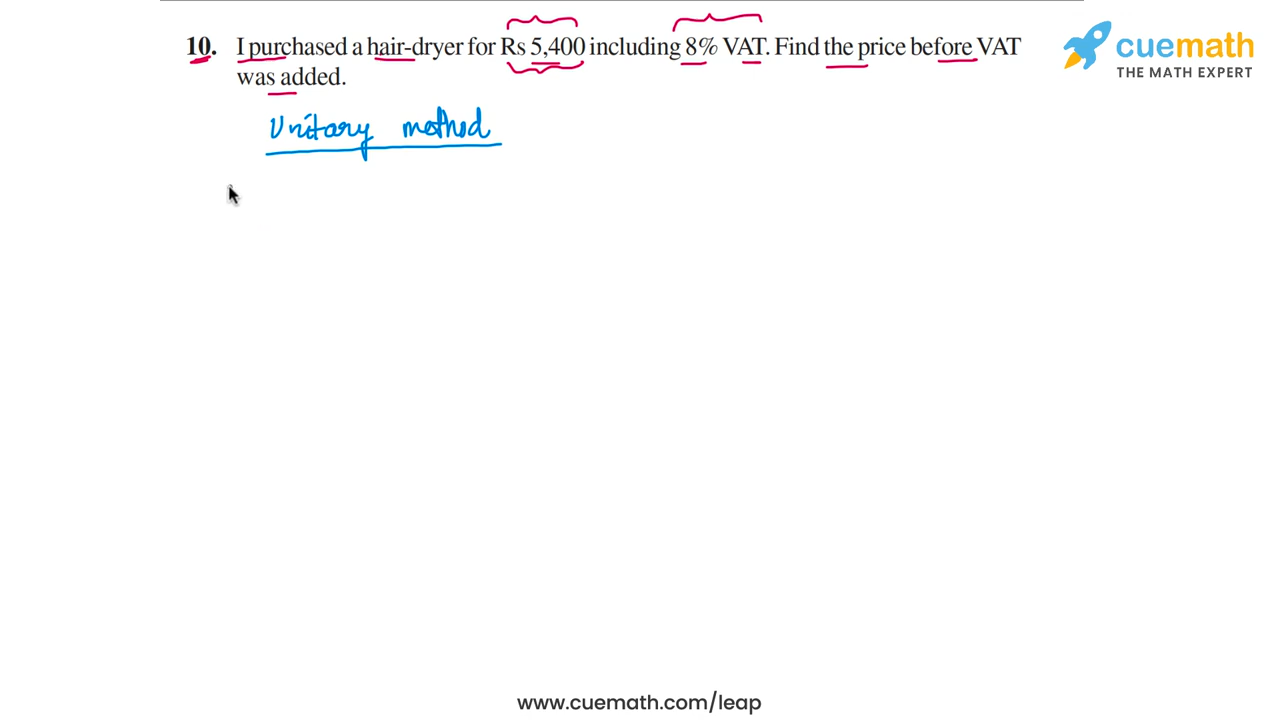 10. I purchased a hair-dryer for Rs 5,400 including 8% VAT. Find the price before VAT
was added.
cuemath
THE MATH EXPERT
Unitary method
www.cuemath.com/leap